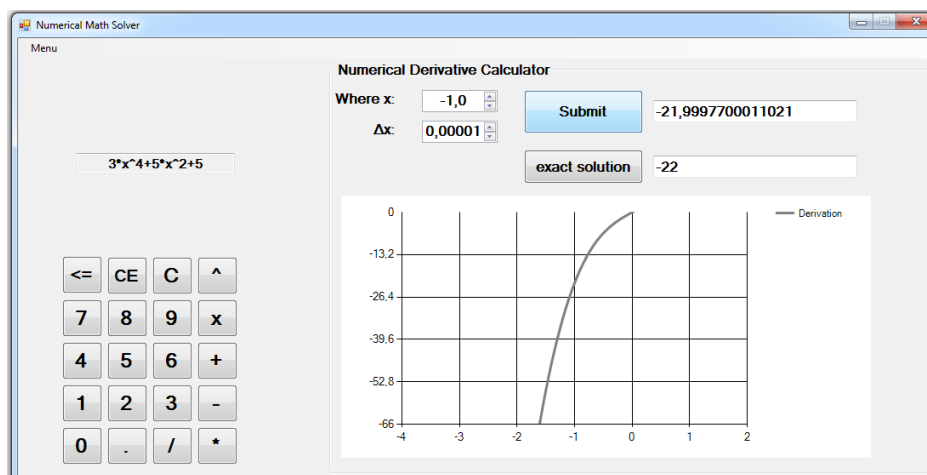 Numerical Math Solver
Menu
Numerical Derivative Calculator
Where x: -1,0
Submit -21,9997700011021
Δx: 0,00001
3*x^4+5*x^2+5
exact solution -22
0
-13.2
-26.4
-39.6
-52.8
-66
-4 -3 -2 -1 0 1 2
Derivation
<= CE C ^
7 8 9 x
4 5 6 +
1 2 3 -
0 . / *